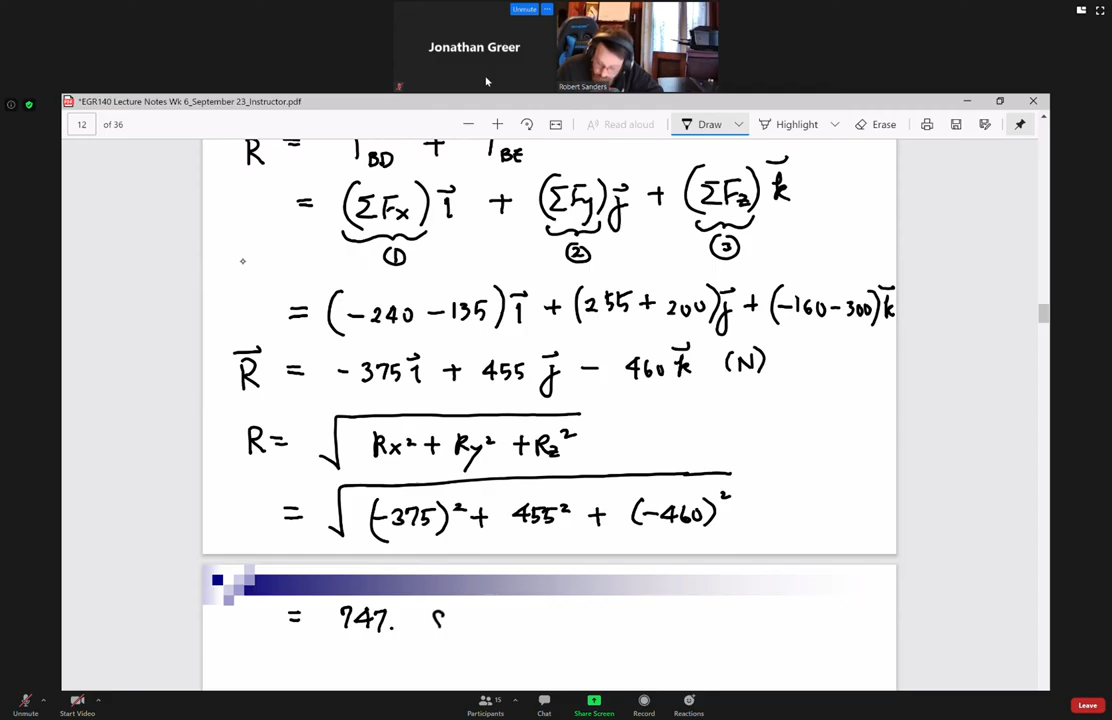 Unmute ...
Jonathan Greer
Robert Sanders
*EGR140 Lecture Notes Wk 6_September 23_Instructor.pdf
12 of 36
Read aloud
Draw
Highlight
Erase
R = T_BD + T_BE
= (ΣFx) i⃗ + (ΣFy) j⃗ + (ΣFz) k⃗
① ② ③
= (-240 -135) i⃗ + (255 + 200) j⃗ + (-160 -300) k⃗
R⃗ = -375 i⃗ + 455 j⃗ - 460 k⃗ (N)
R = √(Rx² + Ry² + Rz²)
= √((-375)² + 455² + (-460)²)
= 747.
Unmute
Start Video
15
Participants
Chat
Share Screen
Record
Reactions
Leave